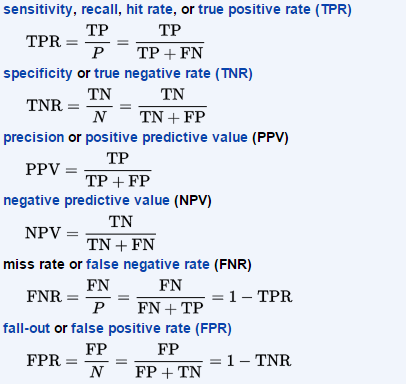 sensitivity, recall, hit rate, or true positive rate (TPR)
TPR = TP/P = TP/(TP + FN)
specificity or true negative rate (TNR)
TNR = TN/N = TN/(TN + FP)
precision or positive predictive value (PPV)
PPV = TP/(TP + FP)
negative predictive value (NPV)
NPV = TN/(TN + FN)
miss rate or false negative rate (FNR)
FNR = FN/P = FN/(FN + TP) = 1 − TPR
fall-out or false positive rate (FPR)
FPR = FP/N = FP/(FP + TN) = 1 − TNR